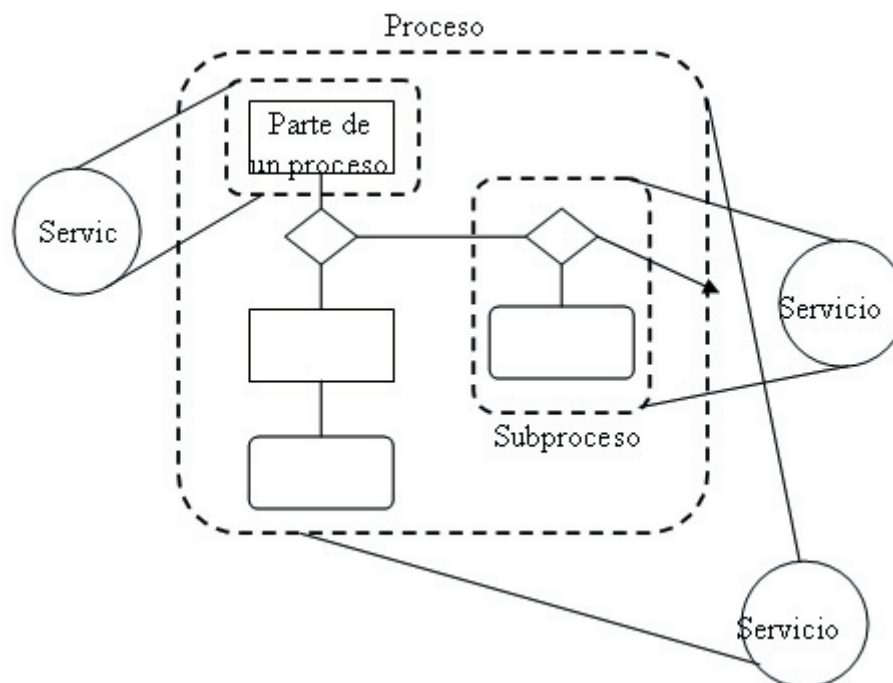 Proceso
Parte de
un proceso
Servic
Servicio
Subproceso
Servicio